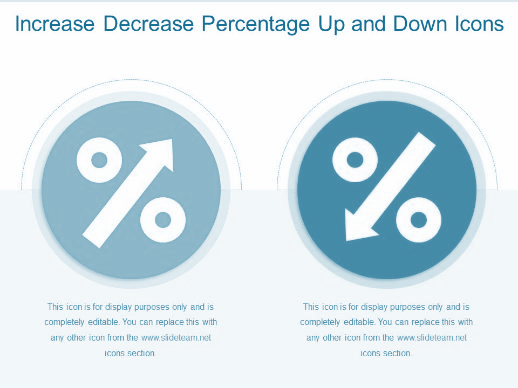 Increase Decrease Percentage Up and Down Icons
This icon is for display purposes only and is
completely editable. You can replace this with
any other icon from the www.slideteam.net
icons section
This icon is for display purposes only and is
completely editable. You can replace this with
any other icon from the www.slideteam.net
icons section